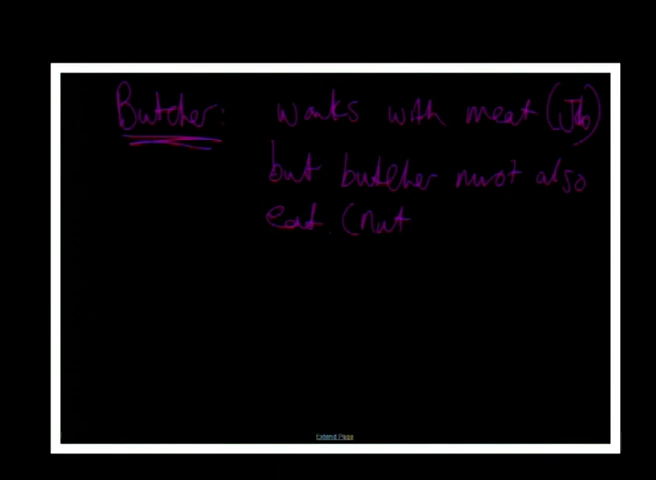 Butcher: works with meat (Job)
but butcher must also
eat (nut
Extend Page